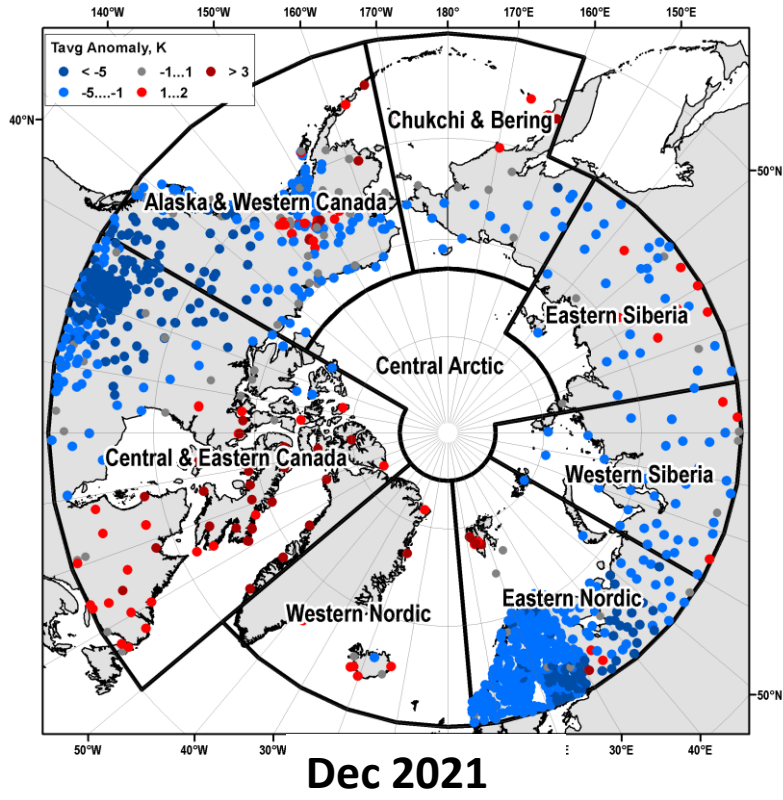 140°W 150°W 160°W 170°W 180° 170°E 160°E 150°E
Tavg Anomaly, K
< -5 -1...1 > 3
-5....-1 1...2
40°N
50°N
Chukchi & Bering
Alaska & Western Canada
Eastern Siberia
Central Arctic
Central & Eastern Canada
Western Siberia
Eastern Nordic
Western Nordic
50°N
50°W 40°W 30°W 30°E 40°E
Dec 2021